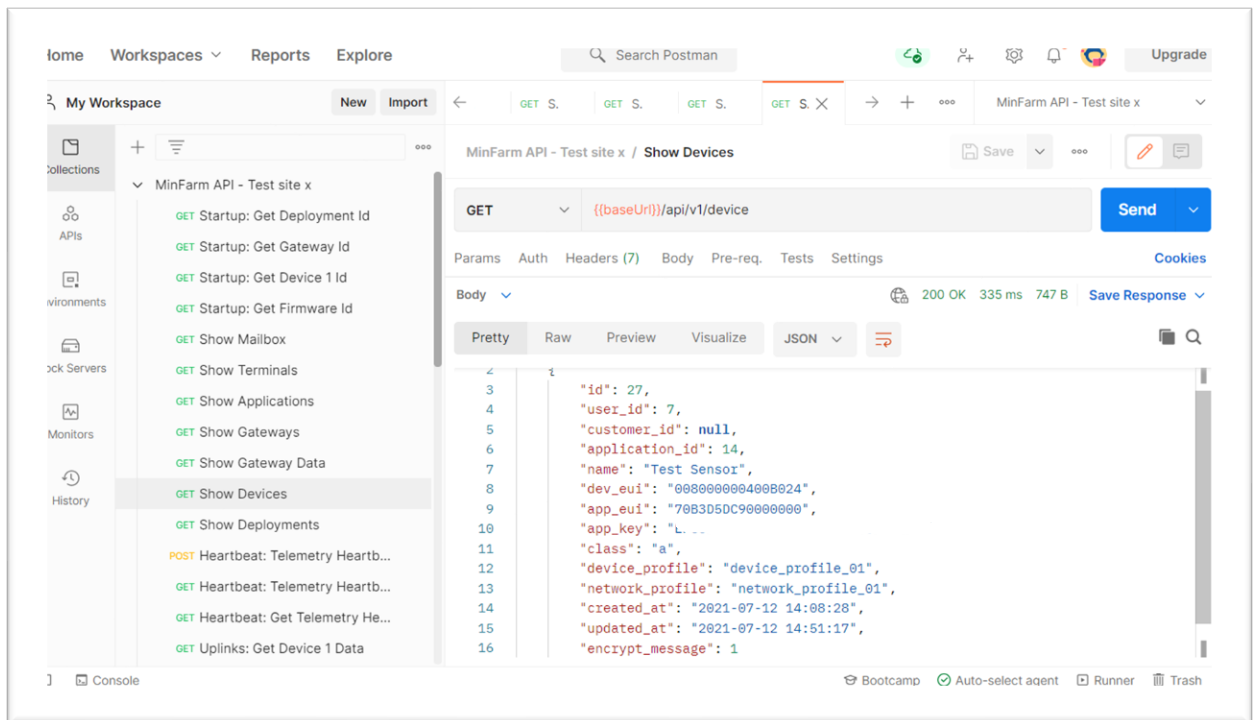 Home Workspaces Reports Explore Search Postman Upgrade
My Workspace New Import GET S. GET S. GET S. GET S. MinFarm API - Test site x
Collections
MinFarm API - Test site x / Show Devices Save
MinFarm API - Test site x
GET {{baseUrl}}/api/v1/device Send
GET Startup: Get Deployment Id
APIs
GET Startup: Get Gateway Id
Params Auth Headers (7) Body Pre-req. Tests Settings Cookies
GET Startup: Get Device 1 Id
vironments
Body 200 OK 335 ms 747 B Save Response
GET Startup: Get Firmware Id
Pretty Raw Preview Visualize JSON
GET Show Mailbox
ock Servers
GET Show Terminals
2 {
3 "id": 27,
GET Show Applications
4 "user_id": 7,
Monitors
5 "customer_id": null,
GET Show Gateways
6 "application_id": 14,
GET Show Gateway Data
7 "name": "Test Sensor",
History
8 "dev_eui": "008000000400B024",
GET Show Devices
9 "app_eui": "70B3D5DC90000000",
GET Show Deployments
10 "app_key": "
11 "class": "a",
POST Heartbeat: Telemetry Heartb...
12 "device_profile": "device_profile_01",
GET Heartbeat: Telemetry Heartb...
13 "network_profile": "network_profile_01",
14 "created_at": "2021-07-12 14:08:28",
GET Heartbeat: Get Telemetry He...
15 "updated_at": "2021-07-12 14:51:17",
GET Uplinks: Get Device 1 Data
16 "encrypt_message": 1
Console Bootcamp Auto-select agent Runner Trash